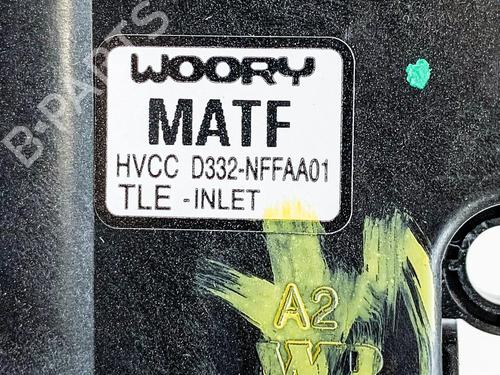 WOORY
MATF
HVCC D332-NFFAA01
TLE -INLET
A2
B-PARTS